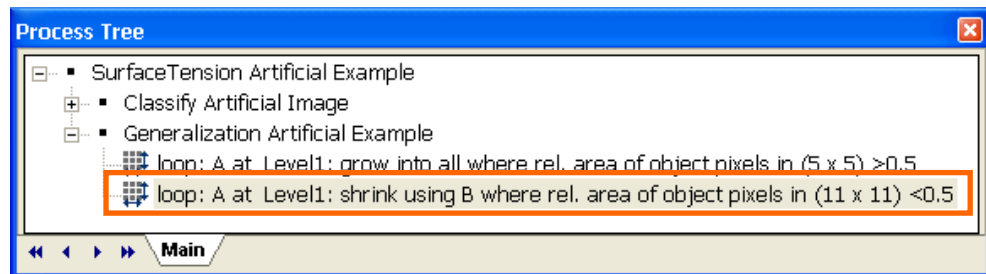 Process Tree
SurfaceTension Artificial Example
Classify Artificial Image
Generalization Artificial Example
loop: A at Level1: grow into all where rel. area of object pixels in (5 x 5) >0.5
loop: A at Level1: shrink using B where rel. area of object pixels in (11 x 11) <0.5
Main